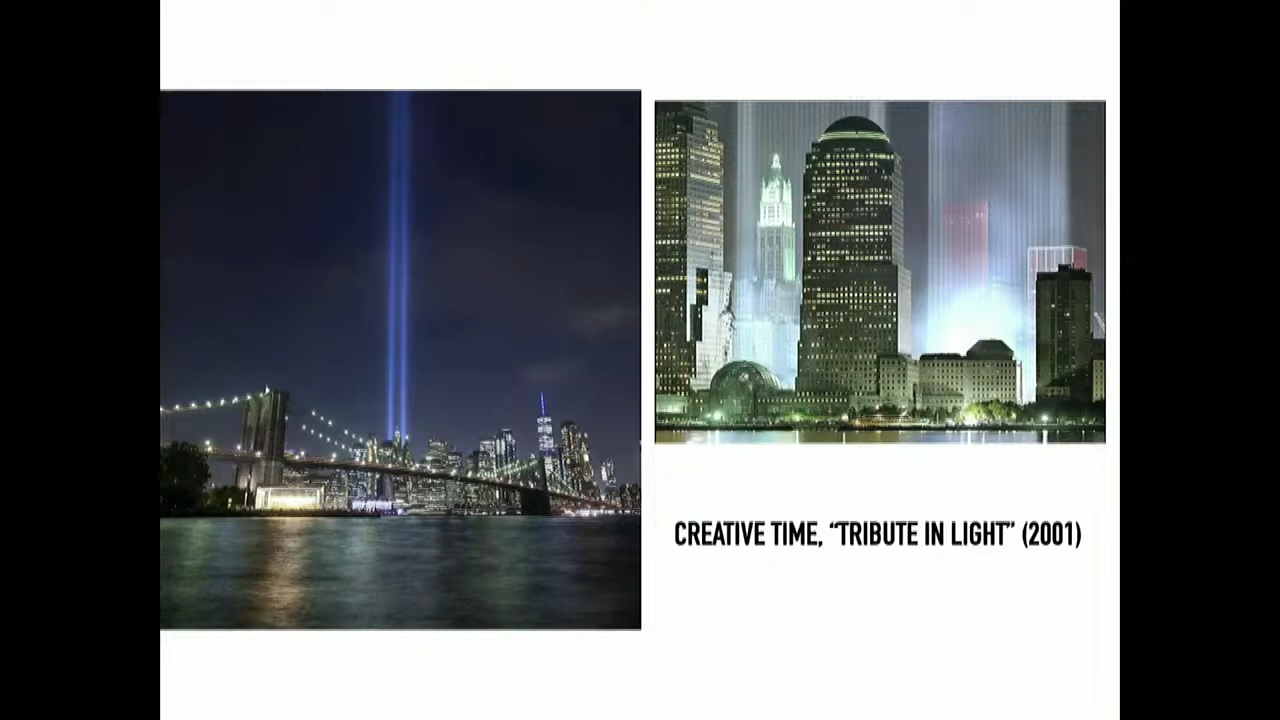 CREATIVE TIME, “TRIBUTE IN LIGHT” (2001)